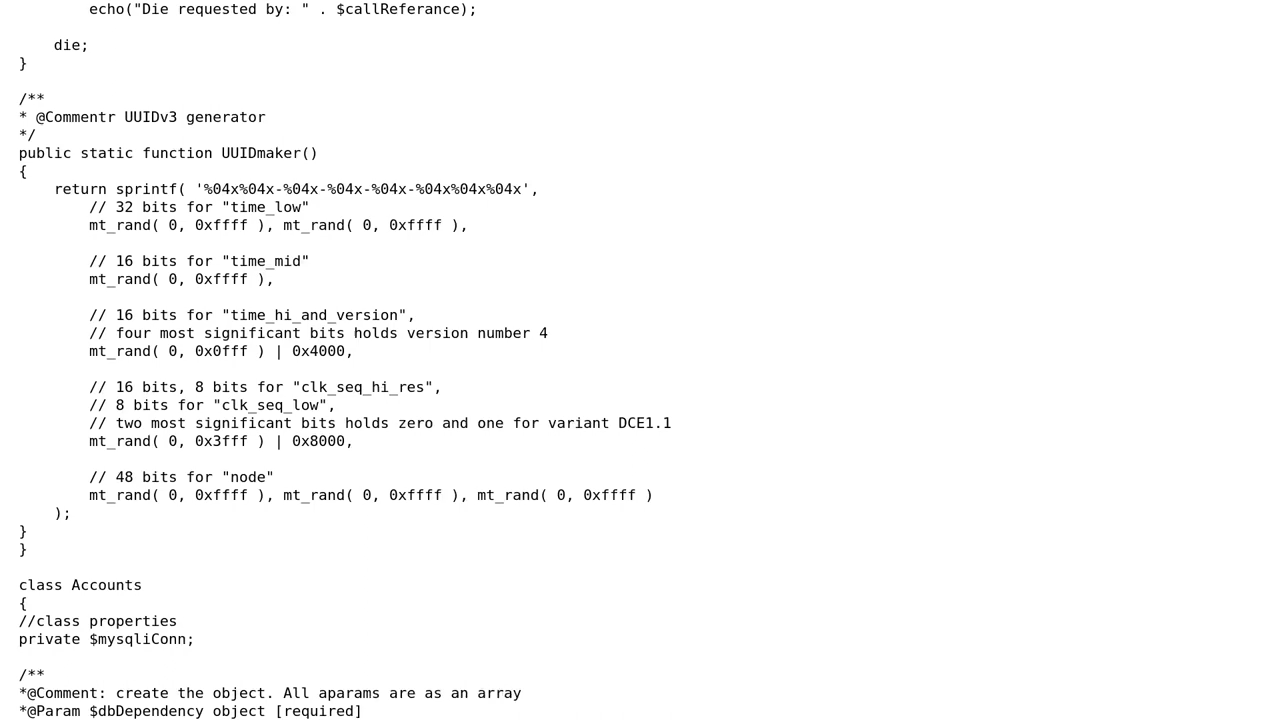 echo("Die requested by: " . $callReferance);

    die;
}

/**
* @Commentr UUIDv3 generator
*/
public static function UUIDmaker()
{
    return sprintf( '%04x%04x-%04x-%04x-%04x-%04x%04x%04x',
        // 32 bits for "time_low"
        mt_rand( 0, 0xffff ), mt_rand( 0, 0xffff ),

        // 16 bits for "time_mid"
        mt_rand( 0, 0xffff ),

        // 16 bits for "time_hi_and_version",
        // four most significant bits holds version number 4
        mt_rand( 0, 0x0fff ) | 0x4000,

        // 16 bits, 8 bits for "clk_seq_hi_res",
        // 8 bits for "clk_seq_low",
        // two most significant bits holds zero and one for variant DCE1.1
        mt_rand( 0, 0x3fff ) | 0x8000,

        // 48 bits for "node"
        mt_rand( 0, 0xffff ), mt_rand( 0, 0xffff ), mt_rand( 0, 0xffff )
    );
}
}

class Accounts
{
//class properties
private $mysqliConn;

/**
*@Comment: create the object. All aparams are as an array
*@Param $dbDependency object [required]